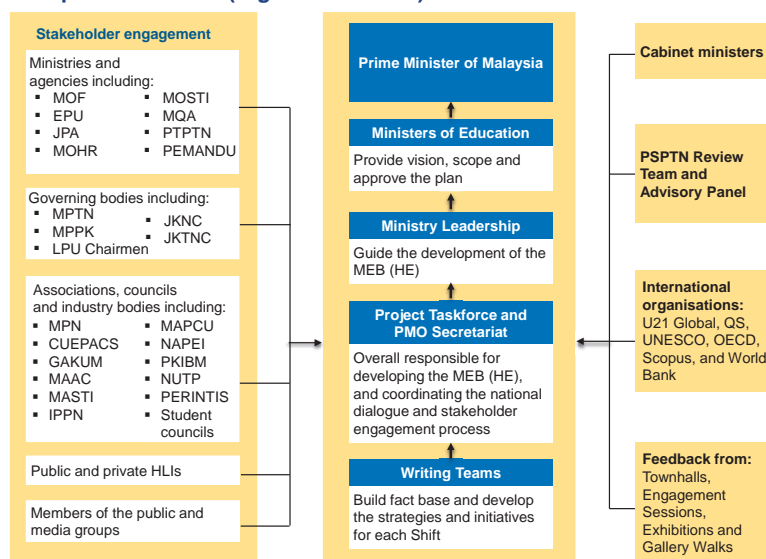 Stakeholder engagement
Ministries and
agencies including:
▪ MOF
▪ EPU
▪ JPA
▪ MOHR
▪ MOSTI
▪ MQA
▪ PTPTN
▪ PEMANDU
Governing bodies including:
▪ MPTN
▪ MPPK
▪ LPU Chairmen
▪ JKNC
▪ JKTNC
Associations, councils
and industry bodies including:
▪ MPN
▪ CUEPACS
▪ GAKUM
▪ MAAC
▪ MASTI
▪ IPPN
▪ MAPCU
▪ NAPEI
▪ PKIBM
▪ NUTP
▪ PERINTIS
▪ Student
councils
Public and private HLIs
Members of the public and
media groups
Prime Minister of Malaysia
Ministers of Education
Provide vision, scope and
approve the plan
Ministry Leadership
Guide the development of the
MEB (HE)
Project Taskforce and
PMO Secretariat
Overall responsible for
developing the MEB (HE),
and coordinating the national
dialogue and stakeholder
engagement process
Writing Teams
Build fact base and develop
the strategies and initiatives
for each Shift
Cabinet ministers
PSPTN Review
Team and
Advisory Panel
International
organisations:
U21 Global, QS,
UNESCO, OECD,
Scopus, and World
Bank
Feedback from:
Townhalls,
Engagement
Sessions,
Exhibitions and
Gallery Walks